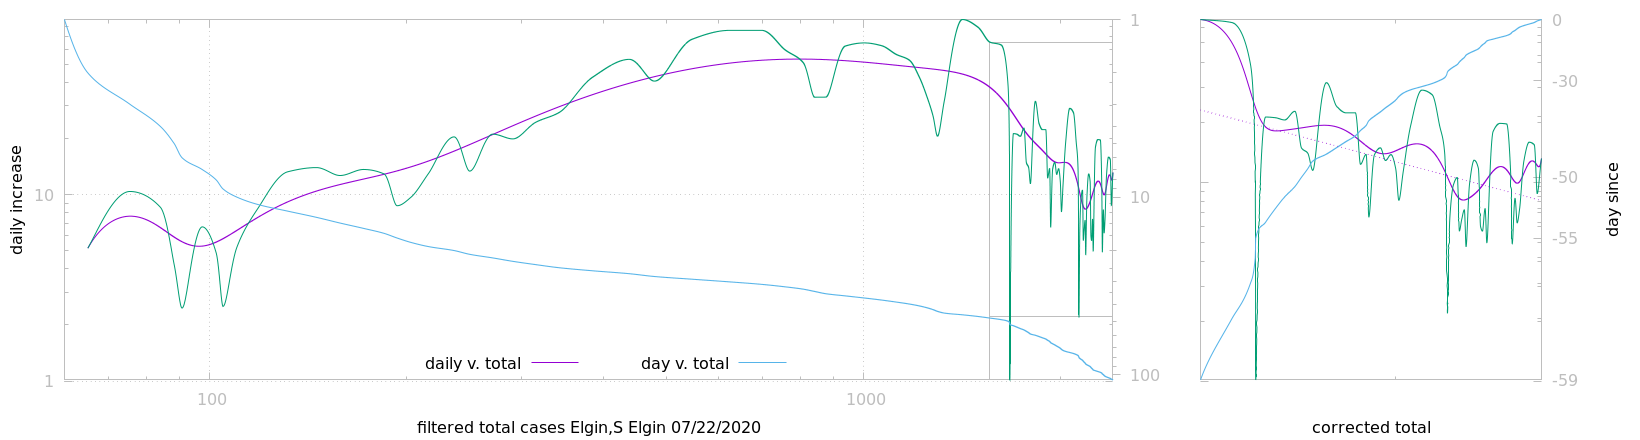 daily increase
10
1
100
1000
1
10
100
daily v. total
day v. total
filtered total cases Elgin,S Elgin 07/22/2020
0
-30
-50
-55
-59
day since
corrected total